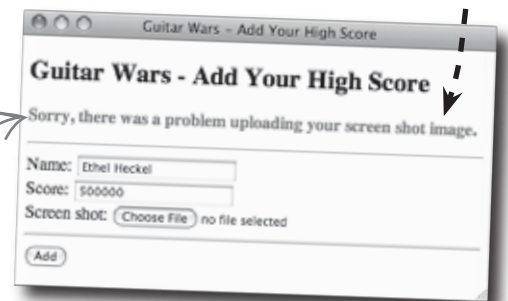 Guitar Wars - Add Your High Score
Guitar Wars - Add Your High Score
Sorry, there was a problem uploading your screen shot image.
Name: Ethel Heckel
Score: 500000
Screen shot: Choose File no file selected
Add